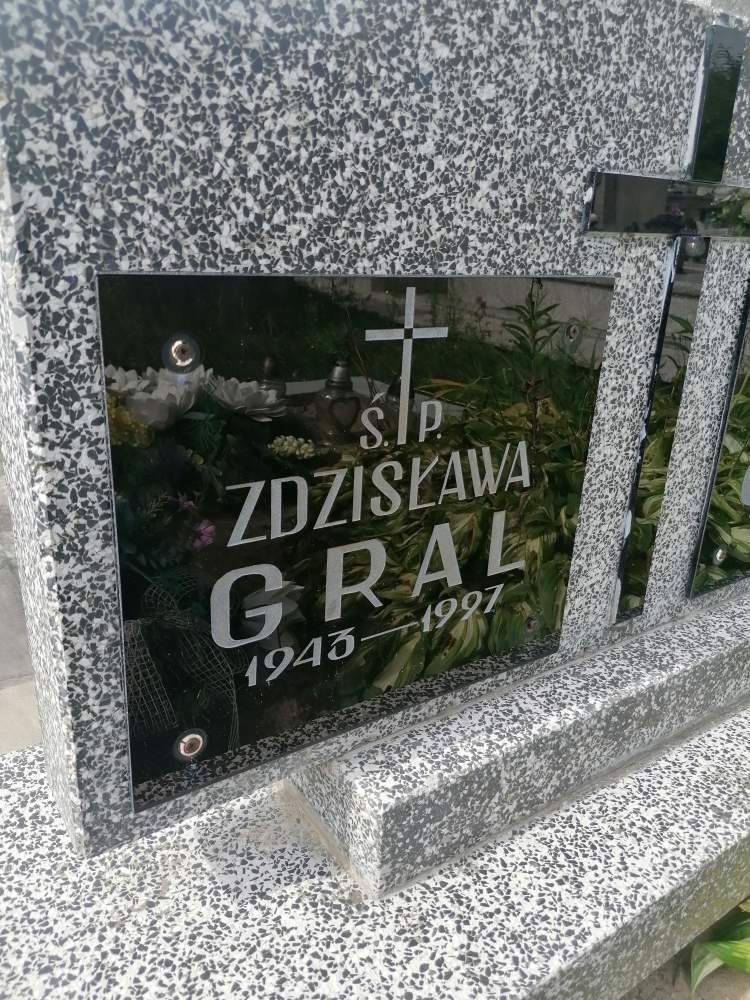 Ś. P.
ZDZISŁAWA
GRAL
1943—1997